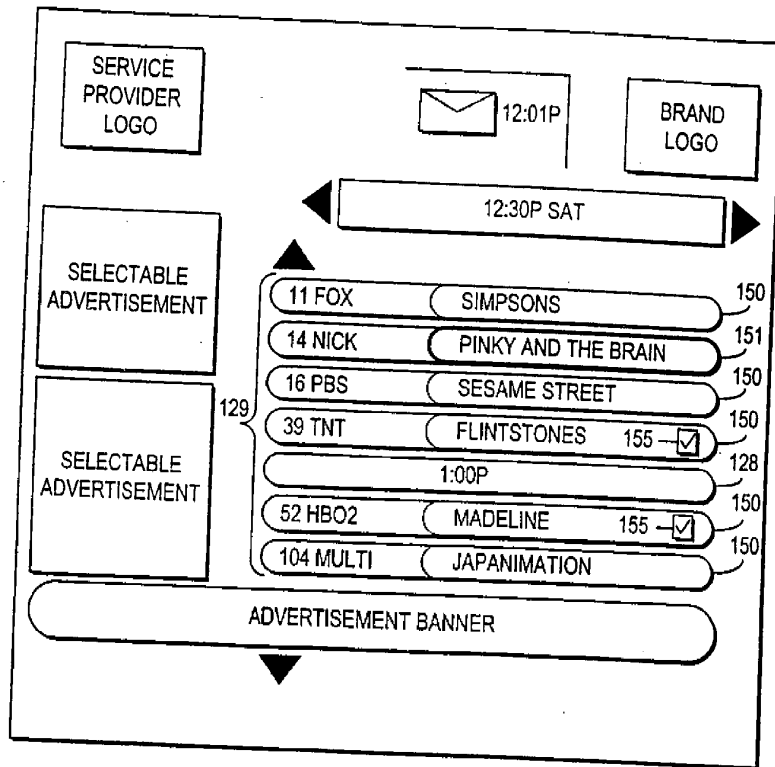 SERVICE
PROVIDER
LOGO
12:01P
BRAND
LOGO
12:30P SAT
SELECTABLE
ADVERTISEMENT
SELECTABLE
ADVERTISEMENT
129
11 FOX SIMPSONS 150
14 NICK PINKY AND THE BRAIN 151
16 PBS SESAME STREET 150
39 TNT FLINTSTONES 155 150
1:00P 128
52 HBO2 MADELINE 155 150
104 MULTI JAPANIMATION 150
ADVERTISEMENT BANNER